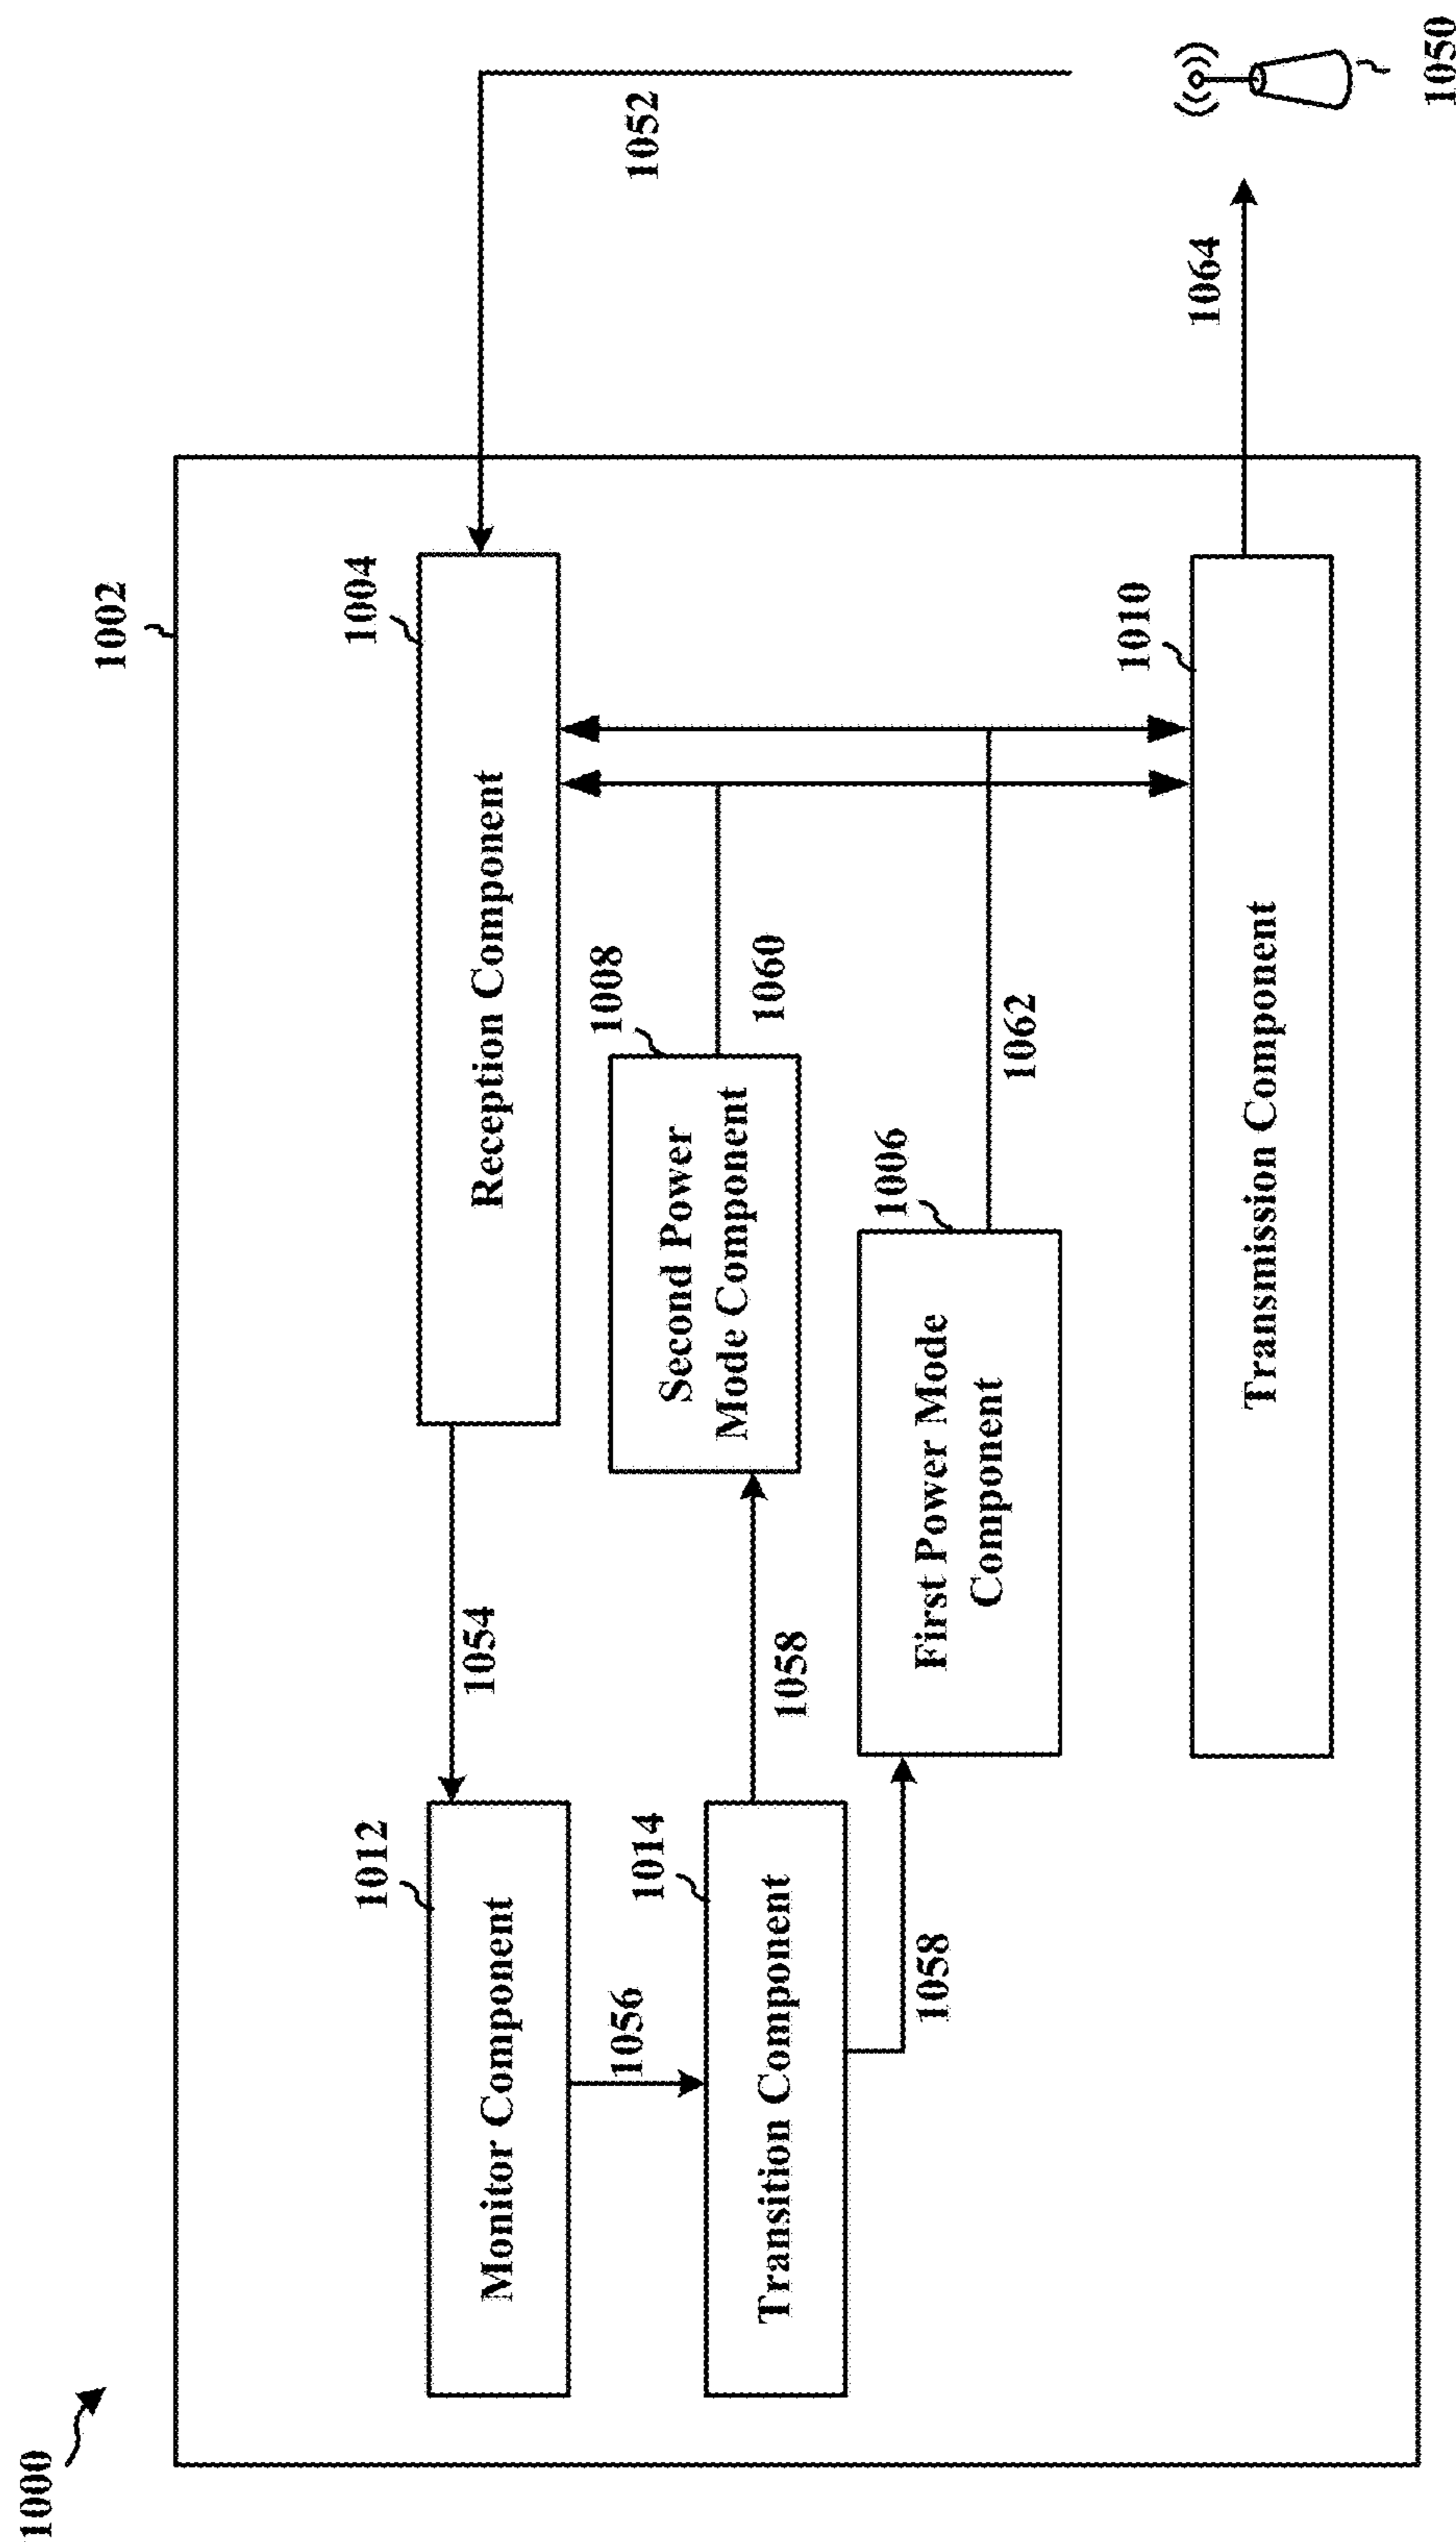 1000
1002
1004
Reception Component
1052
1054
1012
Monitor Component
1056
1014
Transition Component
1058
1058
1008
Second Power
Mode Component
1060
1006
First Power Mode
Component
1062
1010
Transmission Component
1064
1050